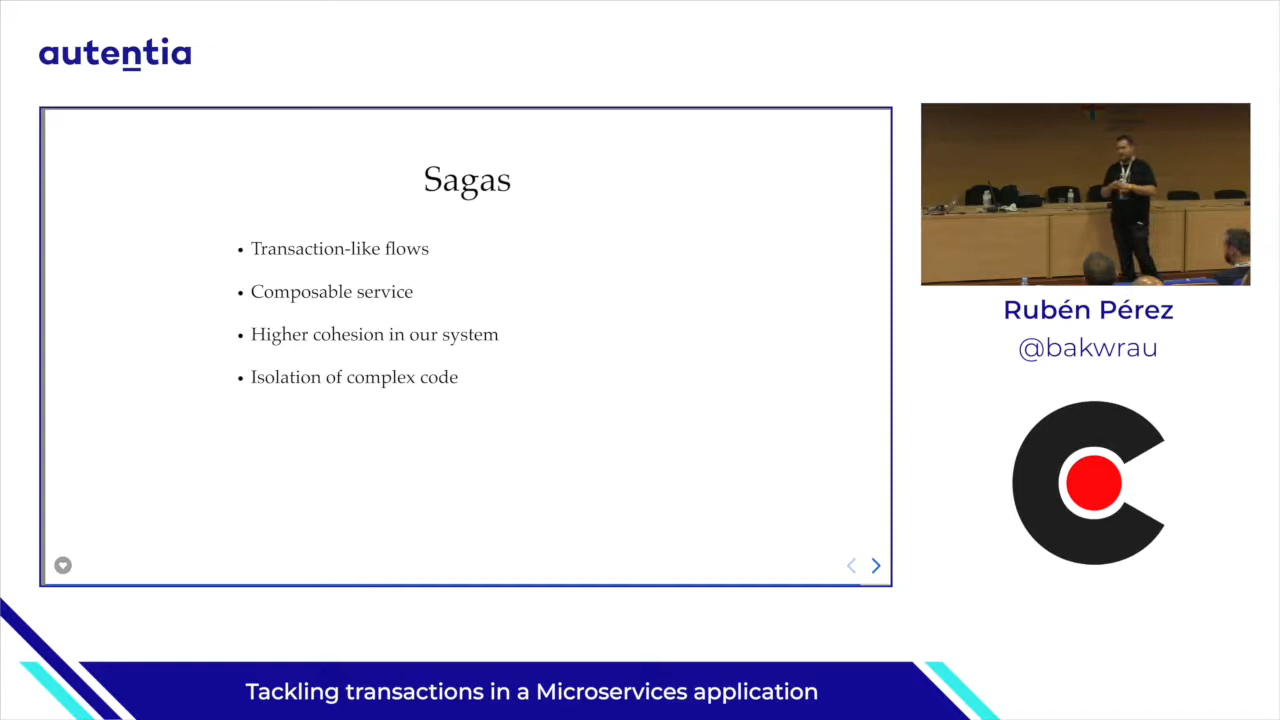 autentia
Sagas
• Transaction-like flows
• Composable service
• Higher cohesion in our system
• Isolation of complex code
Rubén Pérez
@bakwrau
Tackling transactions in a Microservices application